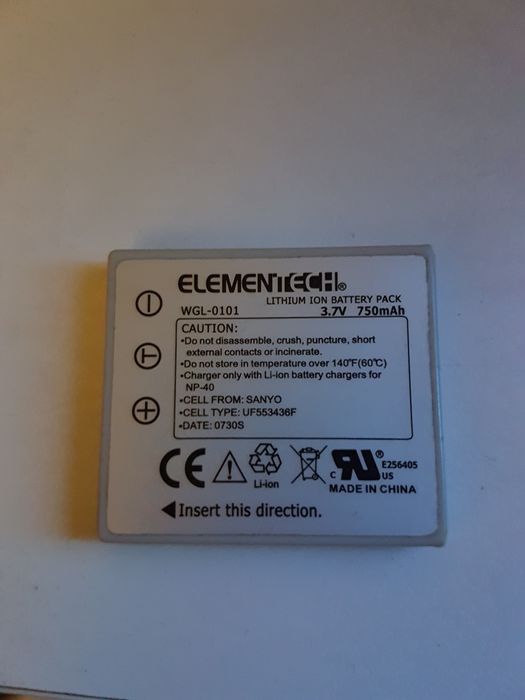 ELEMENTECH®
LITHIUM ION BATTERY PACK
WGL-0101 3.7V 750mAh
CAUTION:
•Do not disassemble, crush, puncture, short
external contacts or incinerate.
•Do not store in temperature over 140°F(60°C)
•Charger only with Li-ion battery chargers for
NP-40
•CELL FROM: SANYO
•CELL TYPE: UF553436F
•DATE: 0730S
CE
Li-ion
c RU® US
E256405
MADE IN CHINA
◀Insert this direction.
− T +